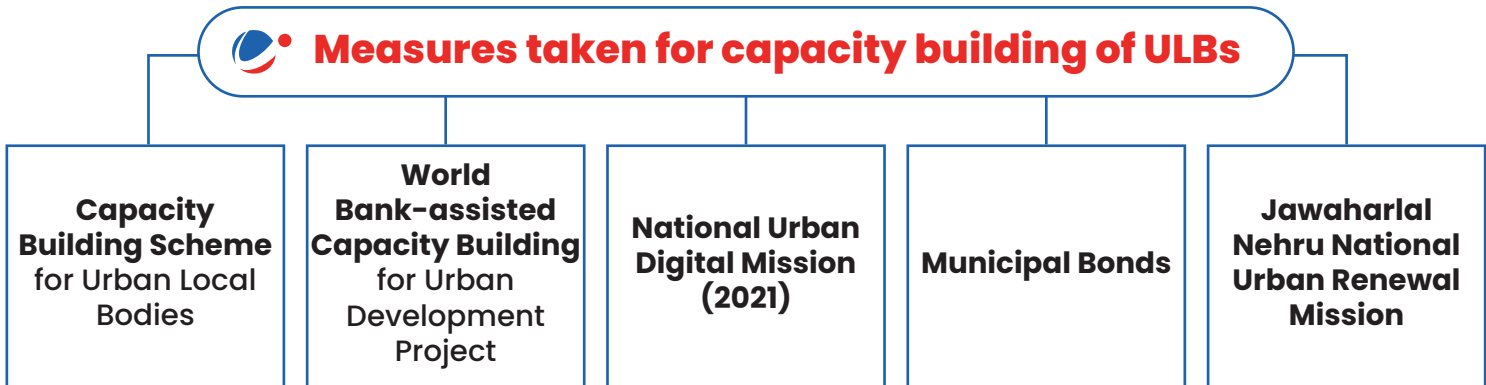 Measures taken for capacity building of ULBs
Capacity
Building Scheme
for Urban Local
Bodies
World
Bank-assisted
Capacity Building
for Urban
Development
Project
National Urban
Digital Mission
(2021)
Municipal Bonds
Jawaharlal
Nehru National
Urban Renewal
Mission